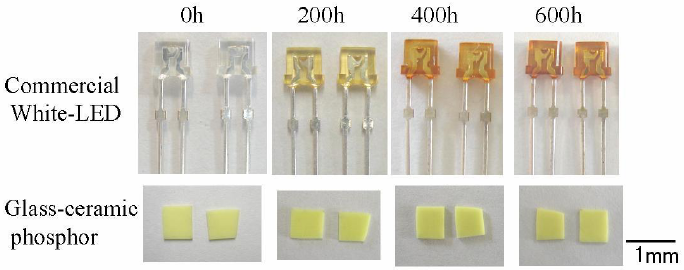 0h 200h 400h 600h
Commercial
White-LED
Glass-ceramic
phosphor
1mm